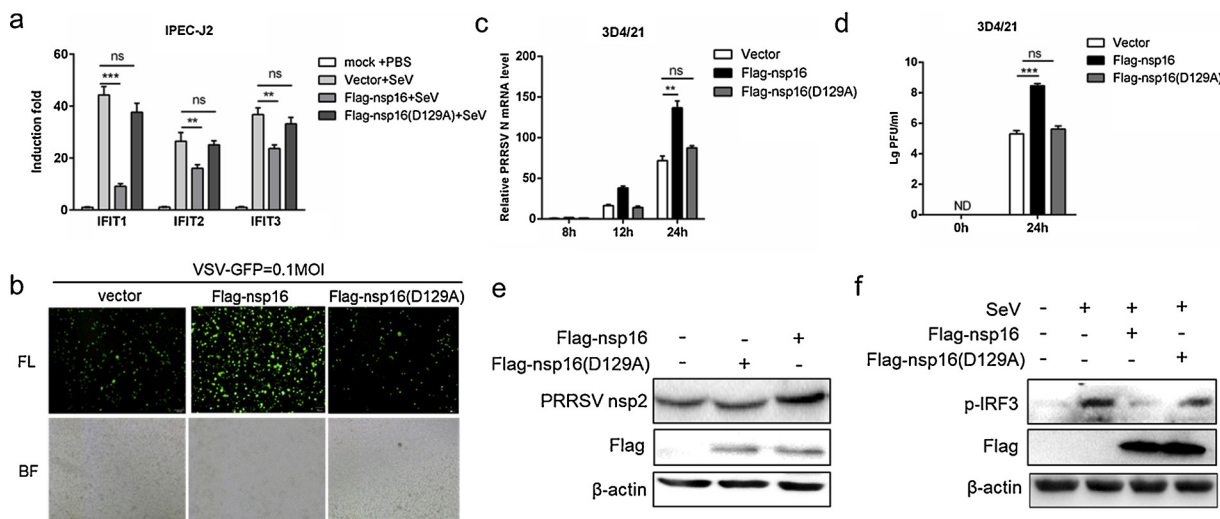 a
IPEC-J2
Induction fold
60
40
20
0
ns
***
ns
**
ns
**
IFIT1
IFIT2
IFIT3
mock +PBS
Vector+SeV
Flag-nsp16+SeV
Flag-nsp16(D129A)+SeV
c
3D4/21
Relative PRRSV N mRNA level
200
150
100
50
0
ns
**
8h
12h
24h
Vector
Flag-nsp16
Flag-nsp16(D129A)
d
3D4/21
Lg PFU/ml
10
8
6
4
2
0
ns
***
ND
0h
24h
Vector
Flag-nsp16
Flag-nsp16(D129A)
b
VSV-GFP=0.1MOI
vector Flag-nsp16 Flag-nsp16(D129A)
FL
BF
e
Flag-nsp16 - - +
Flag-nsp16(D129A) - + -
PRRSV nsp2
Flag
β-actin
f
SeV - + + +
Flag-nsp16 - - + -
Flag-nsp16(D129A) - - - +
p-IRF3
Flag
β-actin